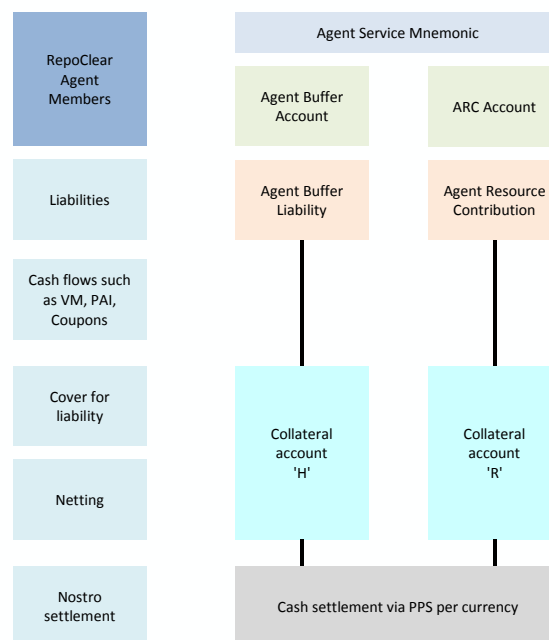 RepoClear
Agent
Members
Agent Service Mnemonic
Agent Buffer
Account
ARC Account
Liabilities
Agent Buffer
Liability
Agent Resource
Contribution
Cash flows such
as VM, PAI,
Coupons
Cover for
liability
Collateral
account
'H'
Collateral
account
'R'
Netting
Nostro
settlement
Cash settlement via PPS per currency